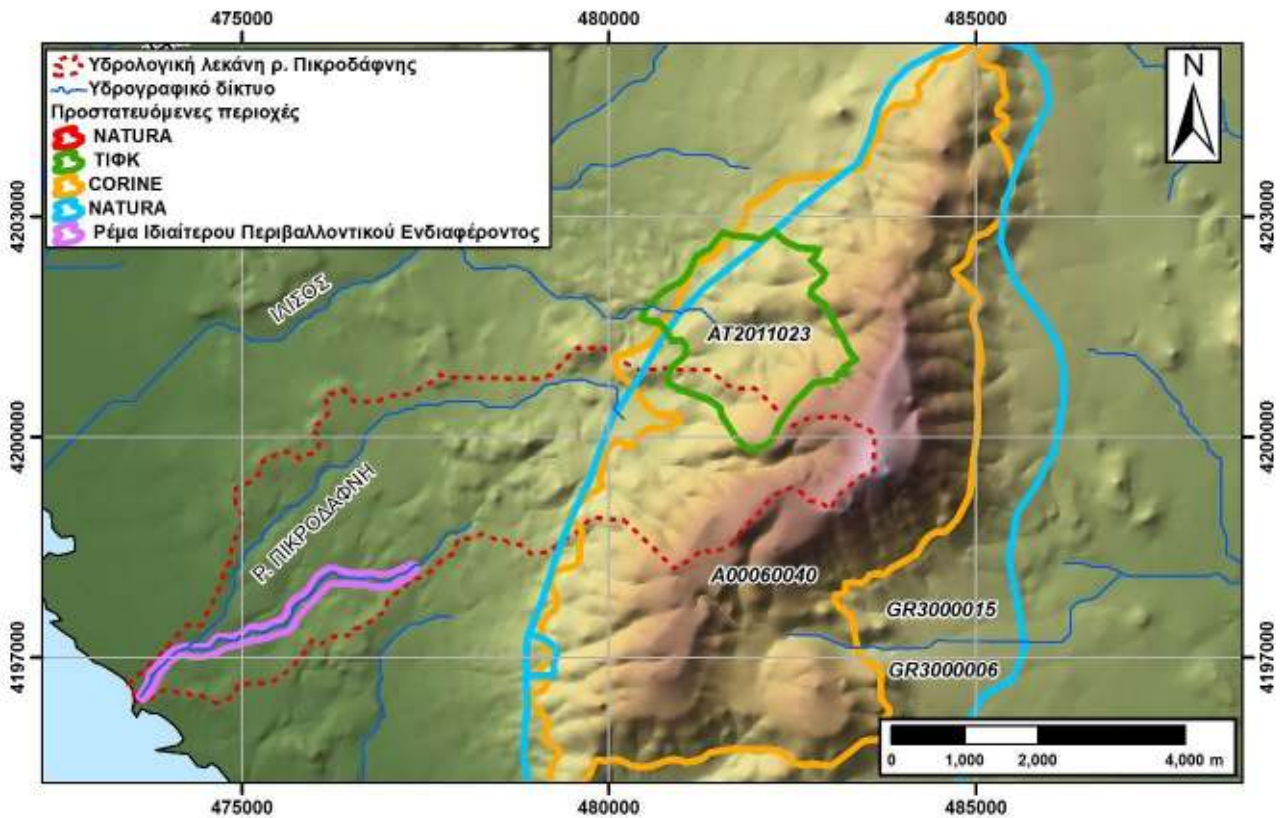 475000 480000 485000
Υδρολογική λεκάνη ρ. Πικροδάφνης
Υδρογραφικό δίκτυο
Προστατευόμενες περιοχές
NATURA
ΤΙΦΚ
CORINE
NATURA
Ρέμα Ιδιαίτερου Περιβαλλοντικού Ενδιαφέροντος
N
4203000 4203000
ΙΛΙΣΟΣ
AT2011023
4200000 4200000
Ρ. ΠΙΚΡΟΔΑΦΝΗ
A00060040
GR3000015
4197000 4197000
GR3000006
0 1,000 2,000 4,000 m
475000 480000 485000